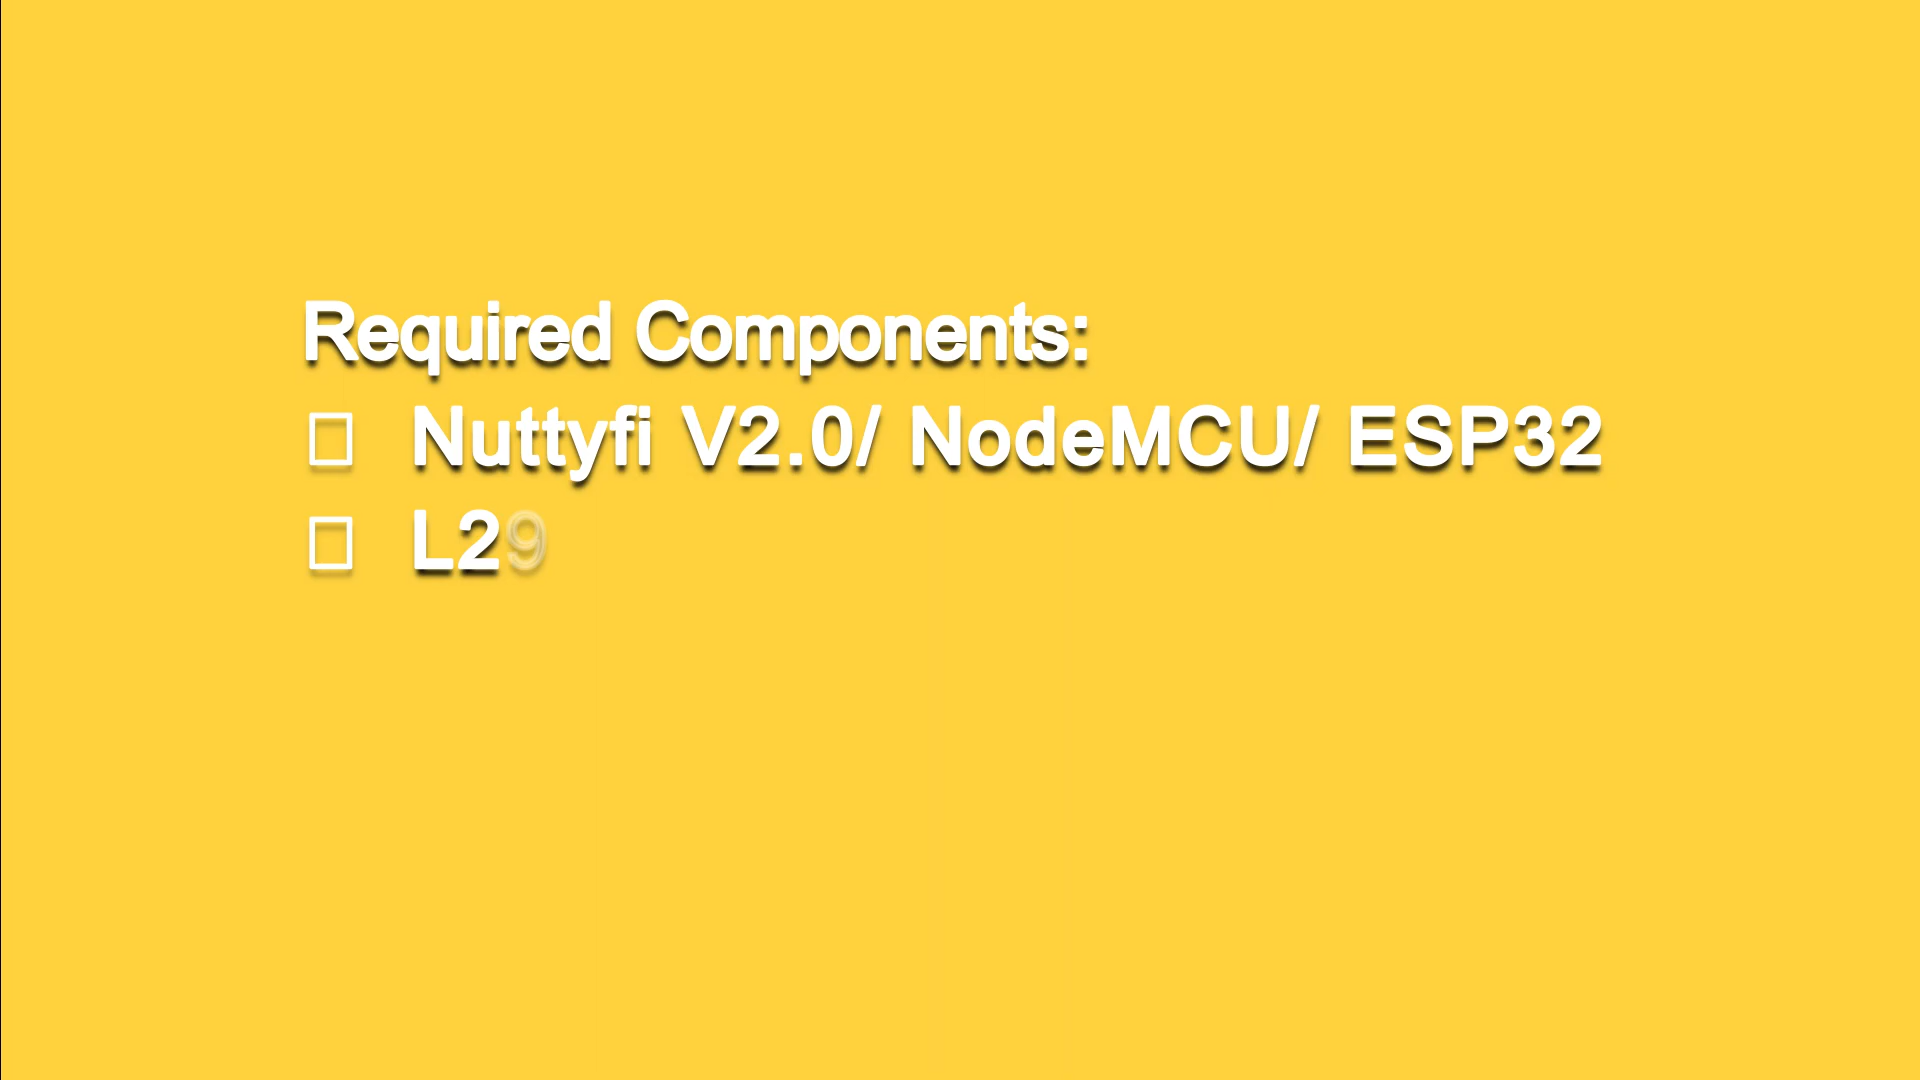 Required Components:
□ Nuttyfi V2.0/ NodeMCU/ ESP32
□ L29